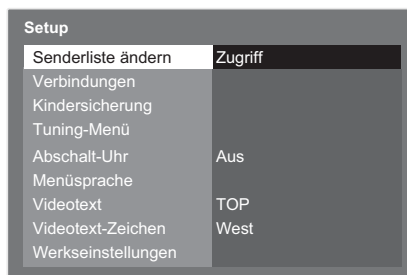 Setup
Senderliste ändern Zugriff
Verbindungen
Kindersicherung
Tuning-Menü
Abschalt-Uhr Aus
Menüsprache
Videotext TOP
Videotext-Zeichen West
Werkseinstellungen